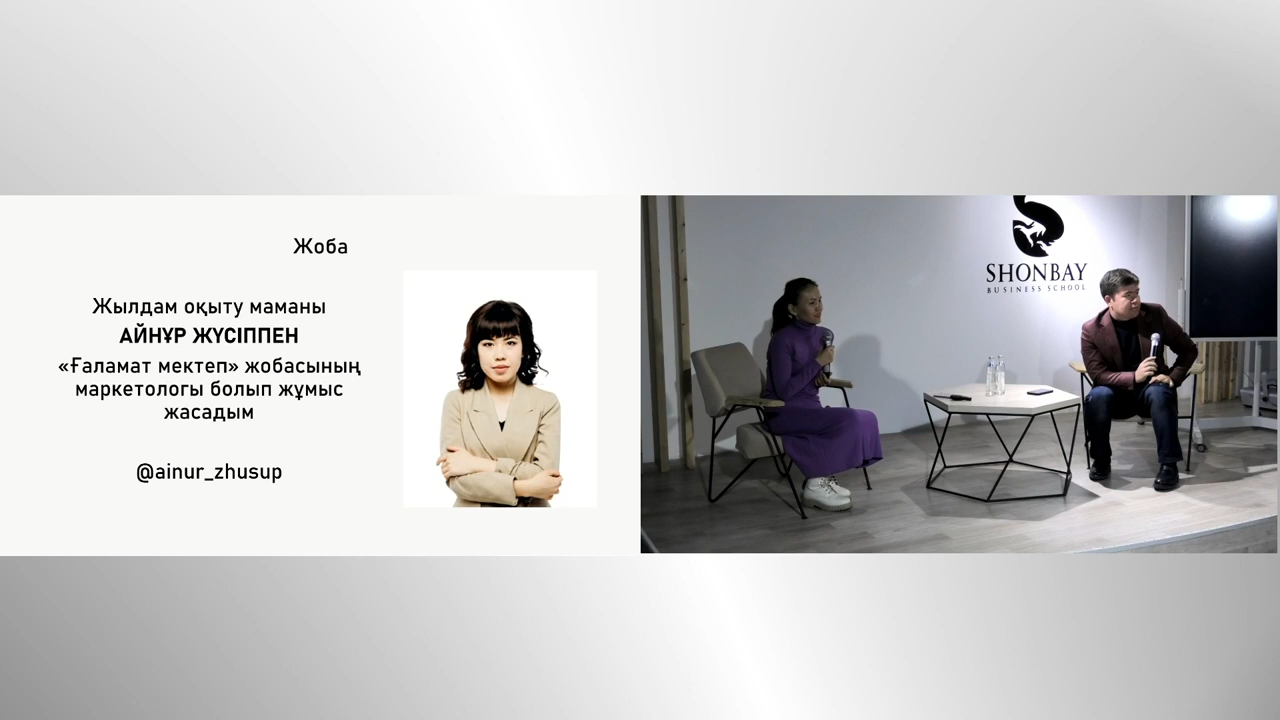 Жоба
Жылдам оқыту маманы
АЙНҰР ЖҮСІППЕН
«Ғаламат мектеп» жобасының
маркетологы болып жұмыс
жасадым
@ainur_zhusup
SHONBAY
BUSINESS SCHOOL